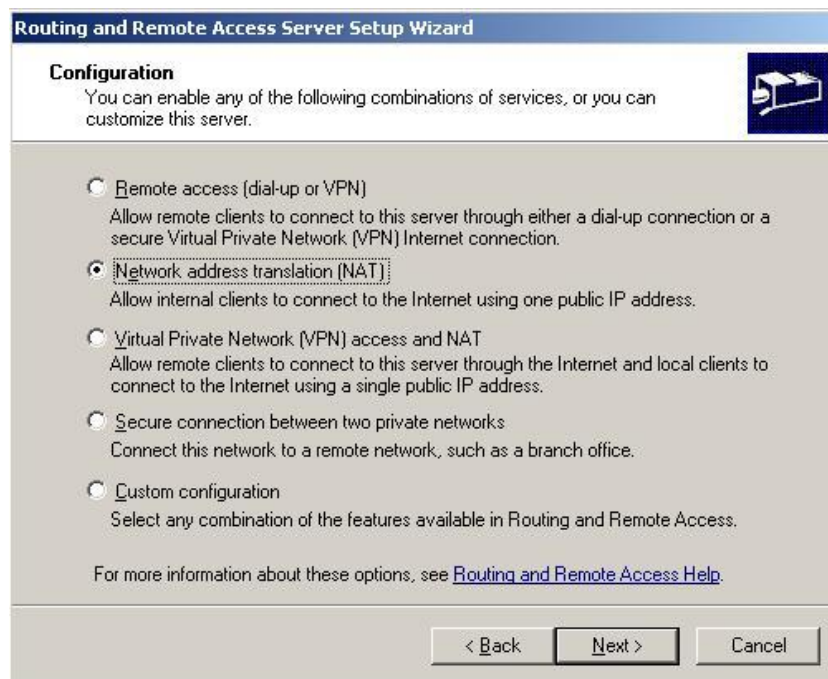 Routing and Remote Access Server Setup Wizard
Configuration
You can enable any of the following combinations of services, or you can
customize this server.
Remote access (dial-up or VPN)
Allow remote clients to connect to this server through either a dial-up connection or a
secure Virtual Private Network (VPN) Internet connection.
Network address translation (NAT)
Allow internal clients to connect to the Internet using one public IP address.
Virtual Private Network (VPN) access and NAT
Allow remote clients to connect to this server through the Internet and local clients to
connect to the Internet using a single public IP address.
Secure connection between two private networks
Connect this network to a remote network, such as a branch office.
Custom configuration
Select any combination of the features available in Routing and Remote Access.
For more information about these options, see Routing and Remote Access Help.
< Back Next > Cancel